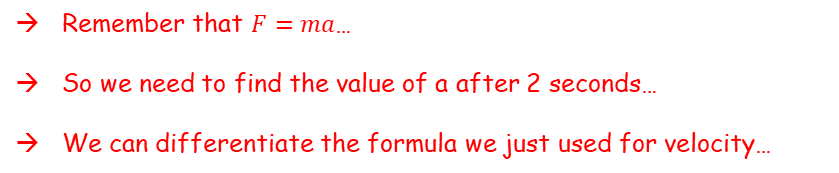 → Remember that F = ma…
→ So we need to find the value of a after 2 seconds…
→ We can differentiate the formula we just used for velocity…